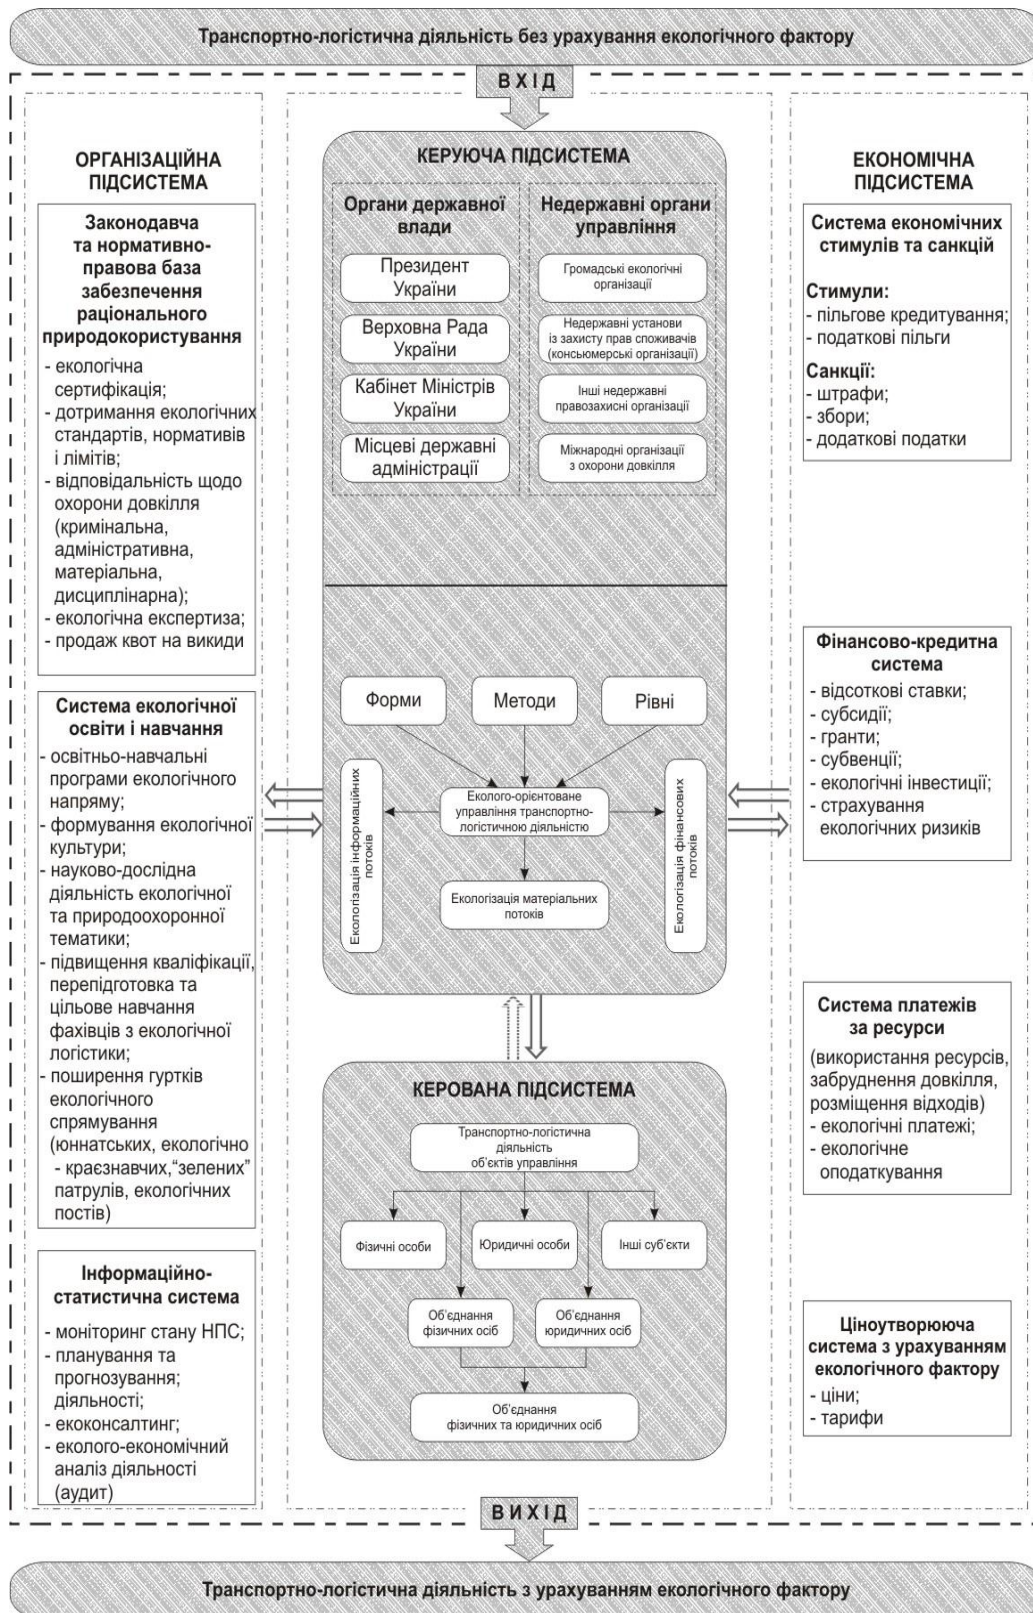 Транспортно-логістична діяльність без урахування екологічного фактору
ВХІД
ОРГАНІЗАЦІЙНА
ПІДСИСТЕМА
Законодавча
та нормативно-
правова база
забезпечення
раціонального
природокористування
- екологічна
сертифікація;
- дотримання екологічних
стандартів, нормативів
і лімітів;
- відповідальність щодо
охорони довкілля
(кримінальна,
адміністративна,
матеріальна,
дисциплінарна);
- екологічна експертиза;
- продаж квот на викиди
Система екологічної
освіти і навчання
- освітньо-навчальні
програми екологічного
напряму;
- формування екологічної
культури;
- науково-дослідна
діяльність екологічної
та природоохоронної
тематики;
- підвищення кваліфікації,
перепідготовка та
цільове навчання
фахівців з екологічної
логістики;
- поширення гуртків
екологічного
спрямування
(юннатських, екологічно
- краєзнавчих,“зелених”
патрулів, екологічних
постів)
Інформаційно-
статистична система
- моніторинг стану НПС;
- планування та
прогнозування;
діяльності;
- екоконсалтинг;
- еколого-економічний
аналіз діяльності
(аудит)
КЕРУЮЧА ПІДСИСТЕМА
Органи державної
влади
Президент
України
Верховна Рада
України
Кабінет Міністрів
України
Місцеві державні
адміністрації
Недержавні органи
управління
Громадські екологічні
організації
Недержавні установи
із захисту прав споживачів
(консьюмерські організації)
Інші недержавні
правозахисні організації
Міжнародні організації
з охорони довкілля
Форми
Методи
Рівні
Екологізація інформаційних
потоків
Еколого-орієнтоване
управління транспортно-
логістичною діяльністю
Екологізація фінансових
потоків
Екологізація матеріальних
потоків
КЕРОВАНА ПІДСИСТЕМА
Транспортно-логістична
діяльність
об’єктів управління
Фізичні особи
Юридичні особи
Інші суб’єкти
Об’єднання
фізичних осіб
Об’єднання
юридичних осіб
Об’єднання
фізичних та юридичних осіб
ЕКОНОМІЧНА
ПІДСИСТЕМА
Система економічних
стимулів та санкцій
Стимули:
- пільгове кредитування;
- податкові пільги
Санкції:
- штрафи;
- збори;
- додаткові податки
Фінансово-кредитна
система
- відсоткові ставки;
- субсидії;
- гранти;
- субвенції;
- екологічні інвестиції;
- страхування
екологічних ризиків
Система платежів
за ресурси
(використання ресурсів,
забруднення довкілля,
розміщення відходів)
- екологічні платежі;
- екологічне
оподаткування
Ціноутворююча
система з урахуванням
екологічного фактору
- ціни;
- тарифи
ВИХІД
Транспортно-логістична діяльність з урахуванням екологічного фактору